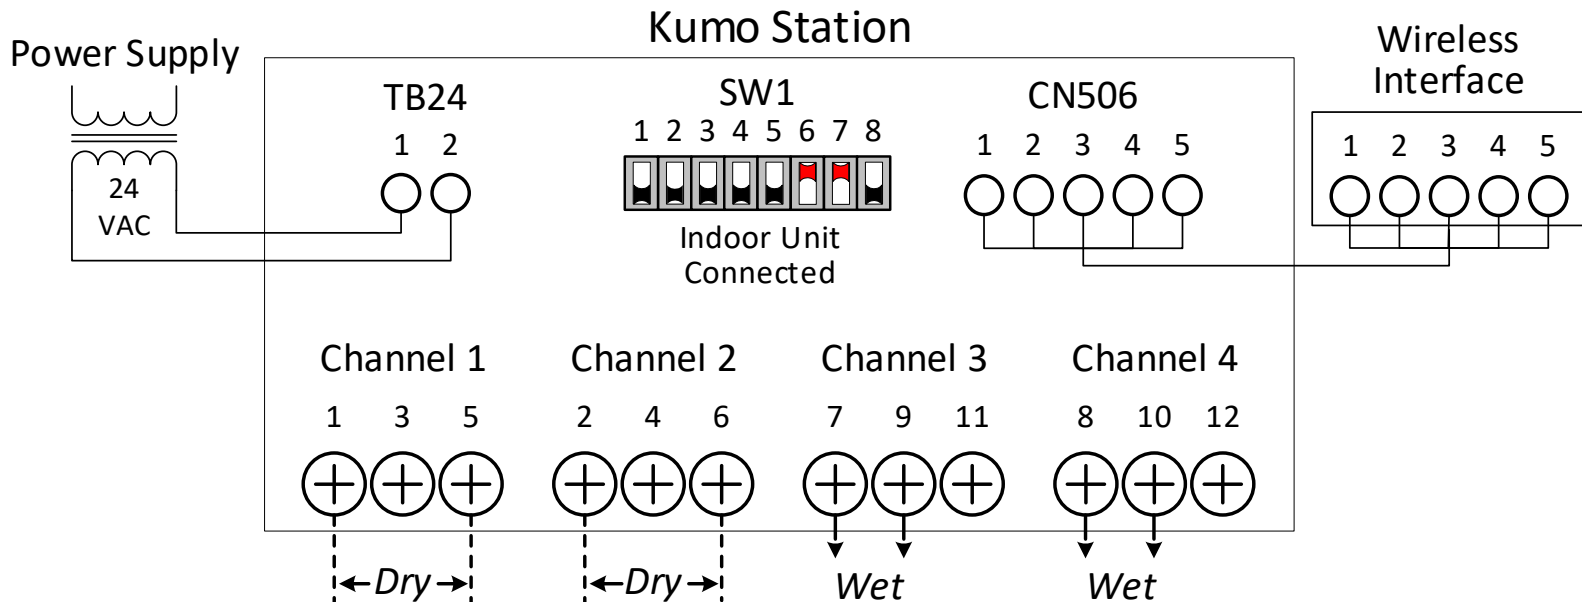 Kumo Station
Power Supply
Wireless
Interface
TB24
SW1
CN506
1 2
1 2 3 4 5 6 7 8
1 2 3 4 5
1 2 3 4 5
24
VAC
Indoor Unit
Connected
Channel 1
Channel 2
Channel 3
Channel 4
1 3 5
2 4 6
7 9 11
8 10 12
Dry
Dry
Wet
Wet